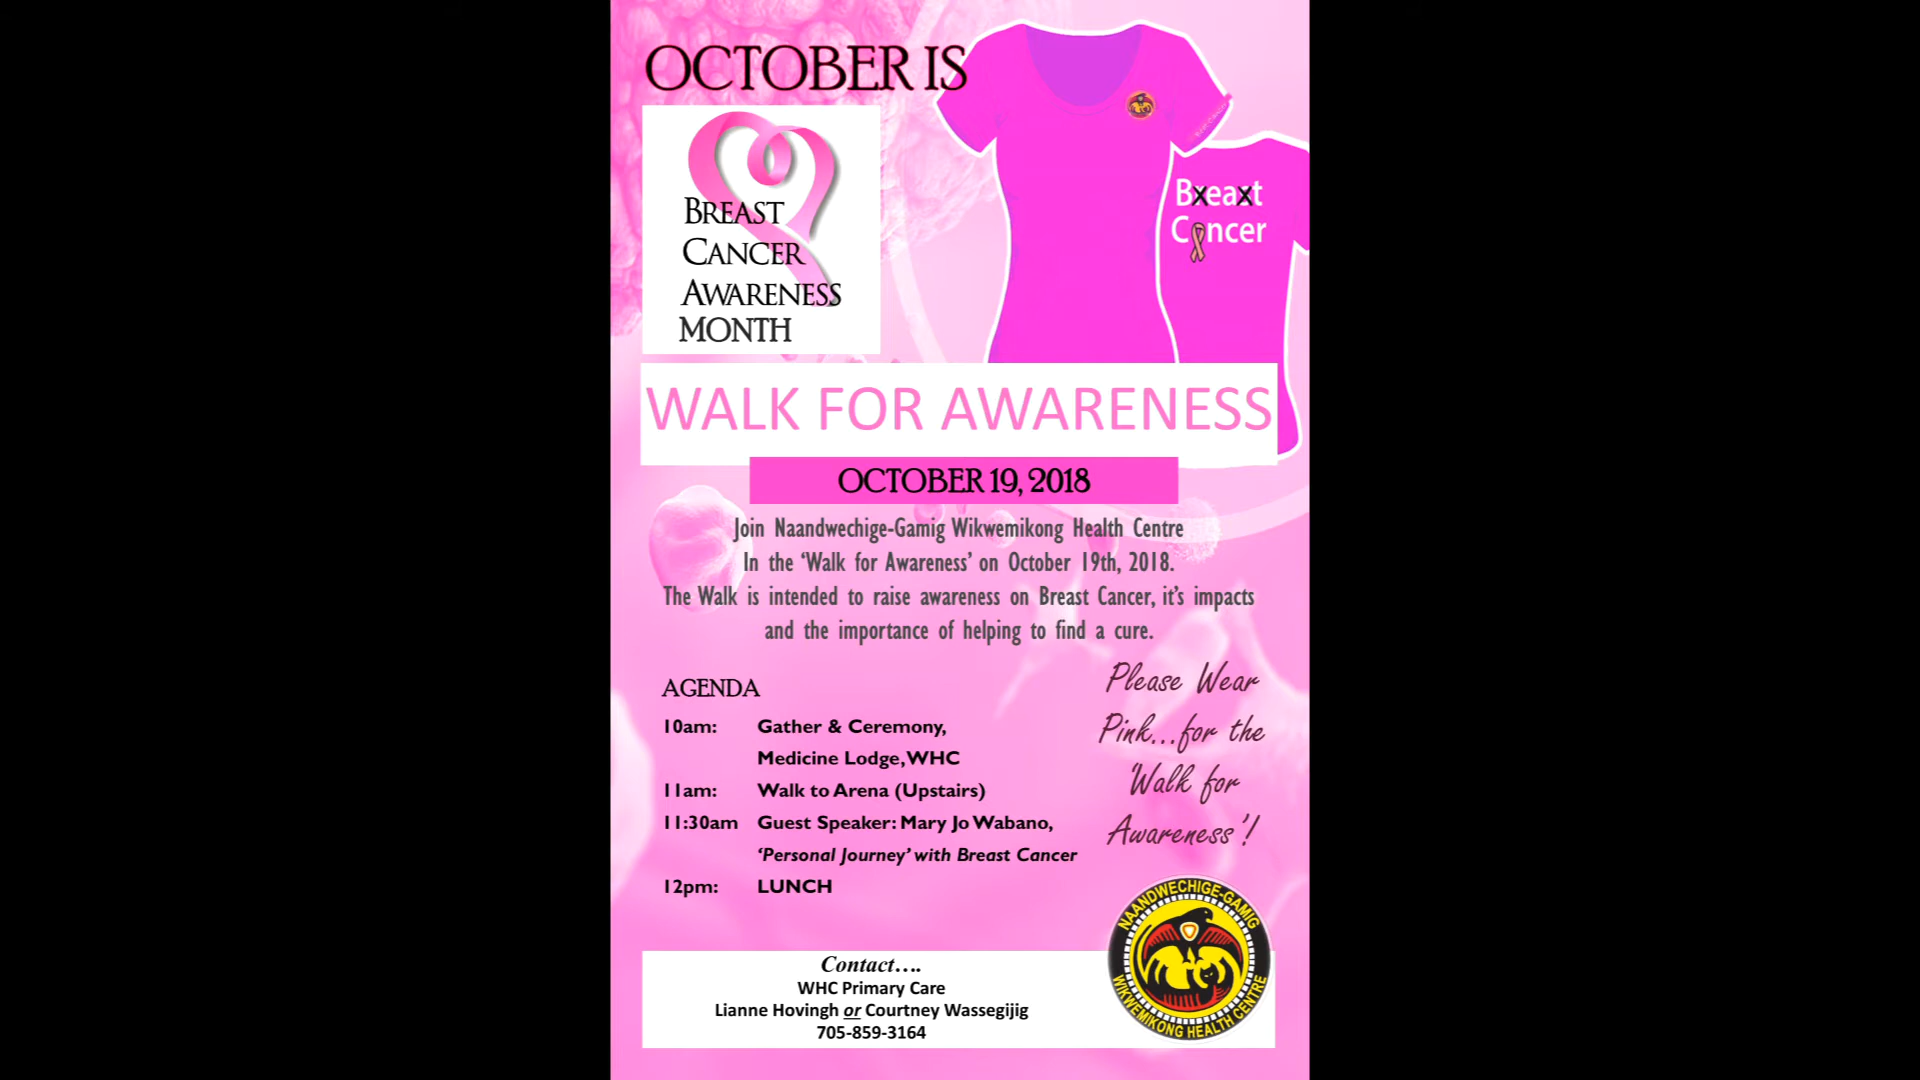 OCTOBER IS
BREAST
CANCER
AWARENESS
MONTH
Breast
Cancer
WALK FOR AWARENESS
OCTOBER 19, 2018
Join Naandwechige-Gamig Wikwemikong Health Centre
In the ‘Walk for Awareness’ on October 19th, 2018.
The Walk is intended to raise awareness on Breast Cancer, it’s impacts
and the importance of helping to find a cure.
AGENDA
10am: Gather & Ceremony,
Medicine Lodge, WHC
11am: Walk to Arena (Upstairs)
11:30am Guest Speaker: Mary Jo Wabano,
‘Personal Journey’ with Breast Cancer
12pm: LUNCH
Please Wear
Pink...for the
‘Walk for
Awareness’!
Contact….
WHC Primary Care
Lianne Hovingh or Courtney Wassegijig
705-859-3164
NAANDWECHIGE-GAMIG
WIKWEMIKONG HEALTH CENTRE